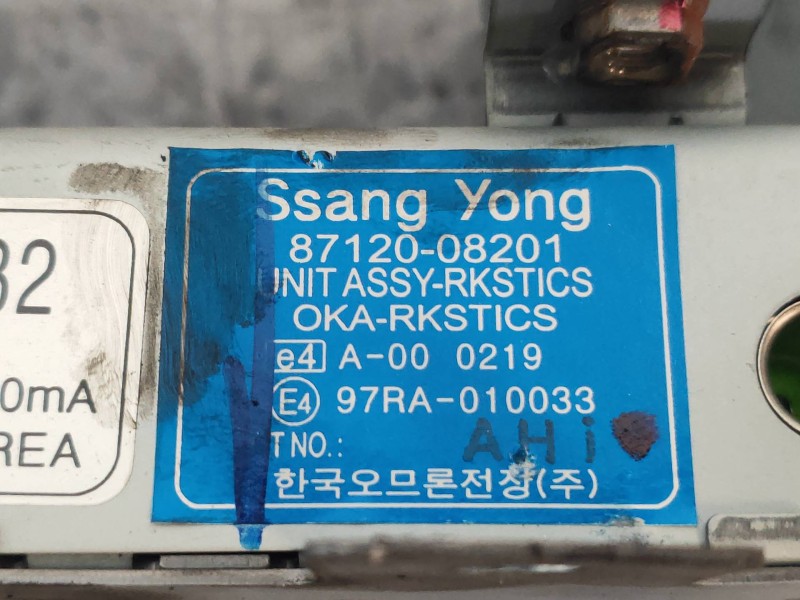 Ssang Yong
87120-08201
UNIT ASSY-RKSTICS
OKA-RKSTICS
e4 A-00 0219
E4 97RA-010033
T NO.: AHi
한국오므론전장(주)
32
0mA
REA